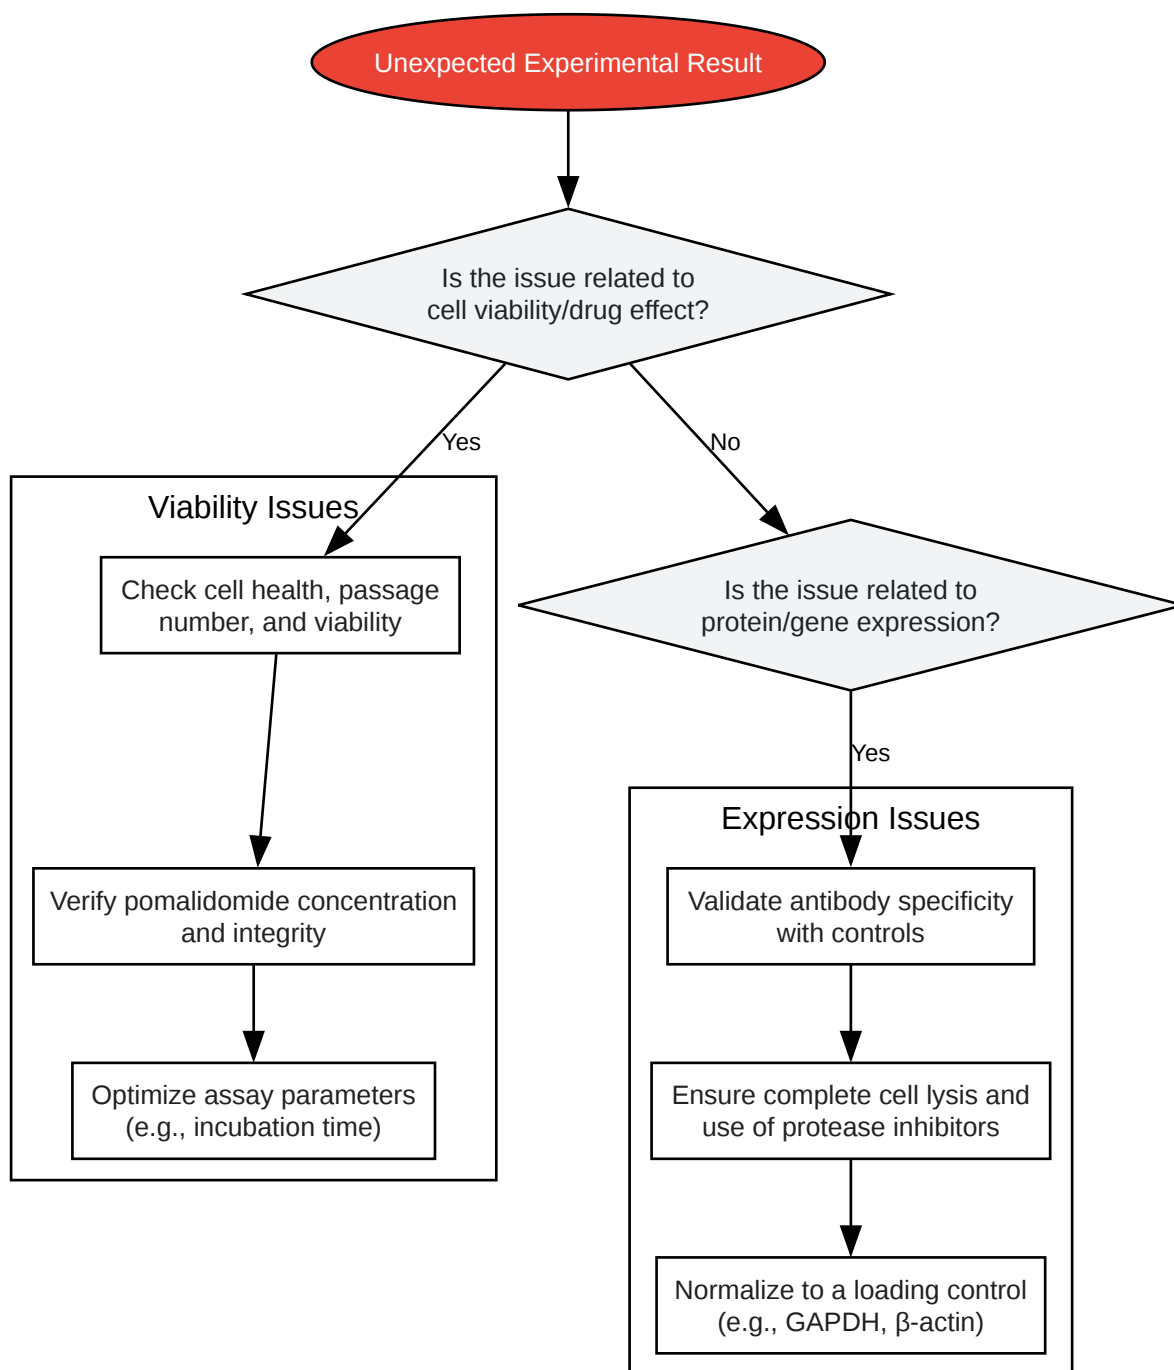 Unexpected Experimental Result
Is the issue related to
cell viability/drug effect?
Yes
No
Viability Issues
Check cell health, passage
number, and viability
Is the issue related to
protein/gene expression?
Yes
Expression Issues
Verify pomalidomide concentration
and integrity
Validate antibody specificity
with controls
Optimize assay parameters
(e.g., incubation time)
Ensure complete cell lysis and
use of protease inhibitors
Normalize to a loading control
(e.g., GAPDH, β-actin)